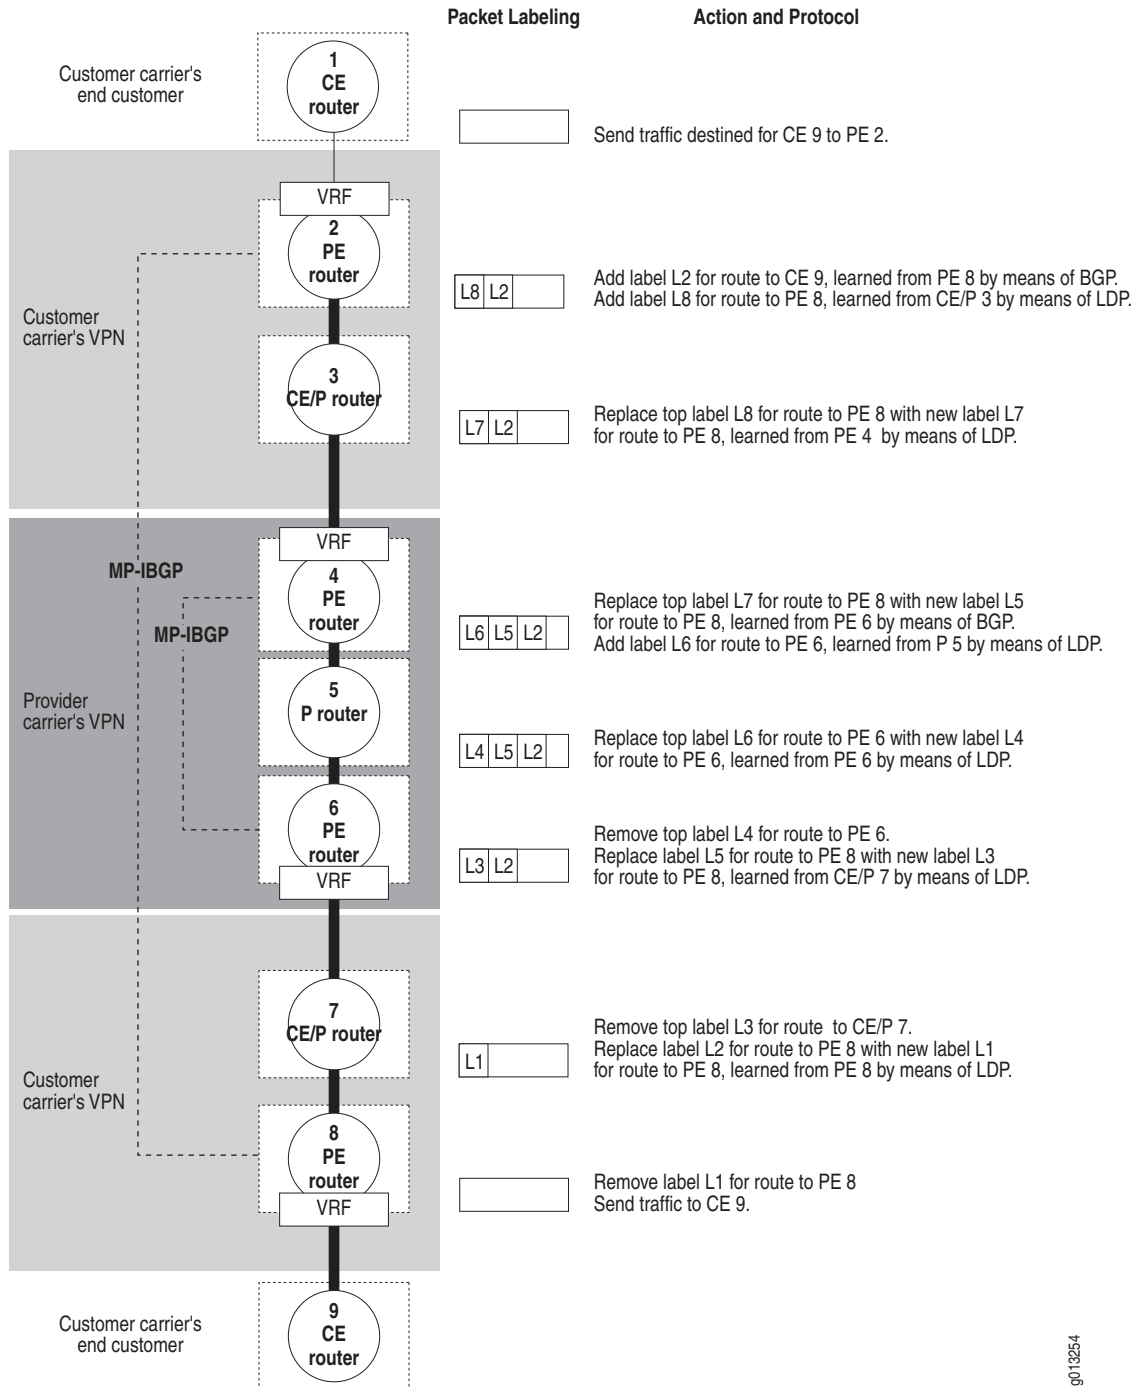 Packet Labeling
Action and Protocol
Customer carrier's
end customer
1
CE
router
Send traffic destined for CE 9 to PE 2.
VRF
2
PE
router
L8 L2
Add label L2 for route to CE 9, learned from PE 8 by means of BGP.
Add label L8 for route to PE 8, learned from CE/P 3 by means of LDP.
Customer
carrier's VPN
3
CE/P router
L7 L2
Replace top label L8 for route to PE 8 with new label L7
for route to PE 8, learned from PE 4 by means of LDP.
VRF
MP-IBGP
4
PE
router
MP-IBGP
L6 L5 L2
Replace top label L7 for route to PE 8 with new label L5
for route to PE 8, learned from PE 6 by means of BGP.
Add label L6 for route to PE 6, learned from P 5 by means of LDP.
Provider
carrier's VPN
5
P router
L4 L5 L2
Replace top label L6 for route to PE 6 with new label L4
for route to PE 6, learned from PE 6 by means of LDP.
6
PE
router
VRF
L3 L2
Remove top label L4 for route to PE 6.
Replace label L5 for route to PE 8 with new label L3
for route to PE 8, learned from CE/P 7 by means of LDP.
7
CE/P router
L1
Remove top label L3 for route to CE/P 7.
Replace label L2 for route to PE 8 with new label L1
for route to PE 8, learned from PE 8 by means of LDP.
Customer
carrier's VPN
8
PE
router
VRF
Remove label L1 for route to PE 8
Send traffic to CE 9.
Customer carrier's
end customer
9
CE
router
g013254